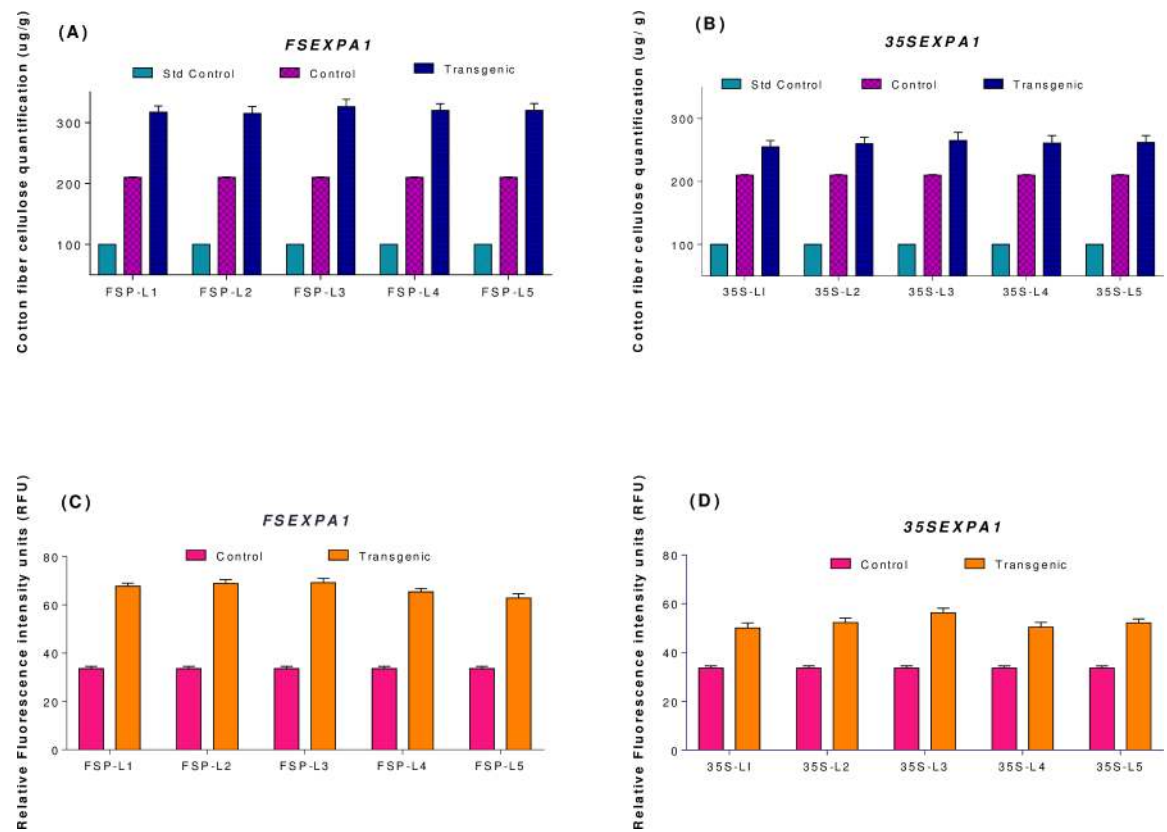 (A)
FSEXPA1
Std Control Control Transgenic
Cotton fiber cellulose quantification (ug/g)
300
200
100
FSP-L1 FSP-L2 FSP-L3 FSP-L4 FSP-L5
(B)
35SEXPA1
Std Control Control Transgenic
Cotton fiber cellulose quantification (ug/ g)
300
200
100
35S-LI 35S-L2 35S-L3 35S-L4 35S-L5
(C)
FSEXPA1
Control Transgenic
Relative Fluorescence intensity units (RFU)
80
60
40
20
0
FSP-L1 FSP-L2 FSP-L3 FSP-L4 FSP-L5
(D)
35SEXPA1
Control Transgenic
Relative Fluorescence intensity units (RFU)
80
60
40
20
0
35S-LI 35S-L2 35S-L3 35S-L4 35S-L5